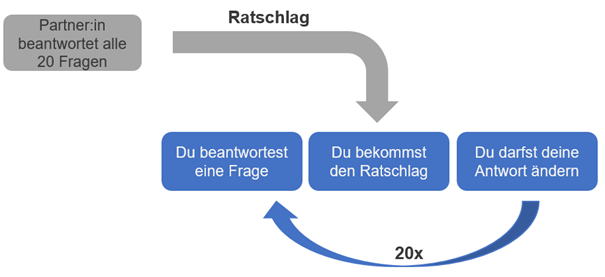 Partner:in
beantwortet alle
20 Fragen
Ratschlag
Du beantwortest
eine Frage
Du bekommst
den Ratschlag
Du darfst deine
Antwort ändern
20x